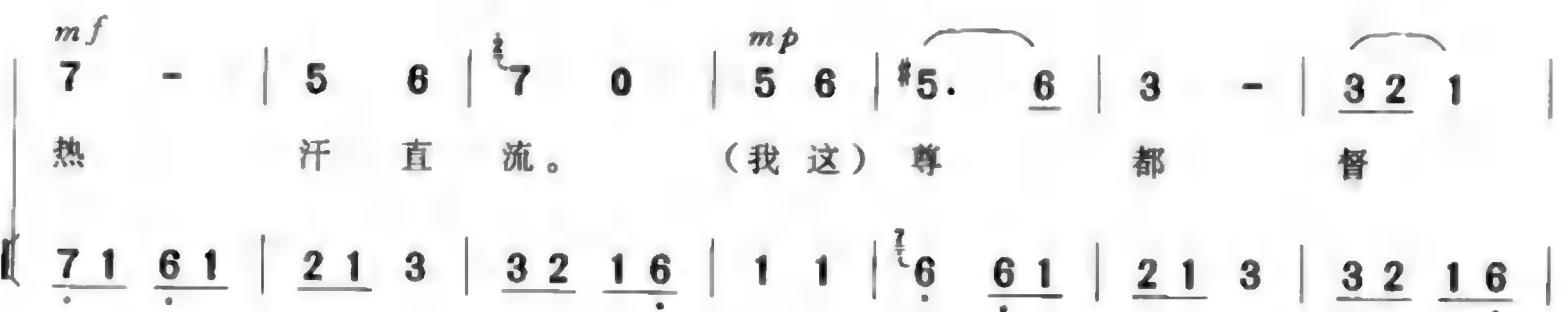 mf mp
7 - | 5 6 | 2 7 0 | 5 6 | #5. 6 | 3 - | 3 2 1 |
热 汗 直 流。 （我 这） 尊 都 督
7 1 6 1 | 2 1 3 | 3 2 1 6 | 1 1 | 7 6 6 1 | 2 1 3 | 3 2 1 6 |